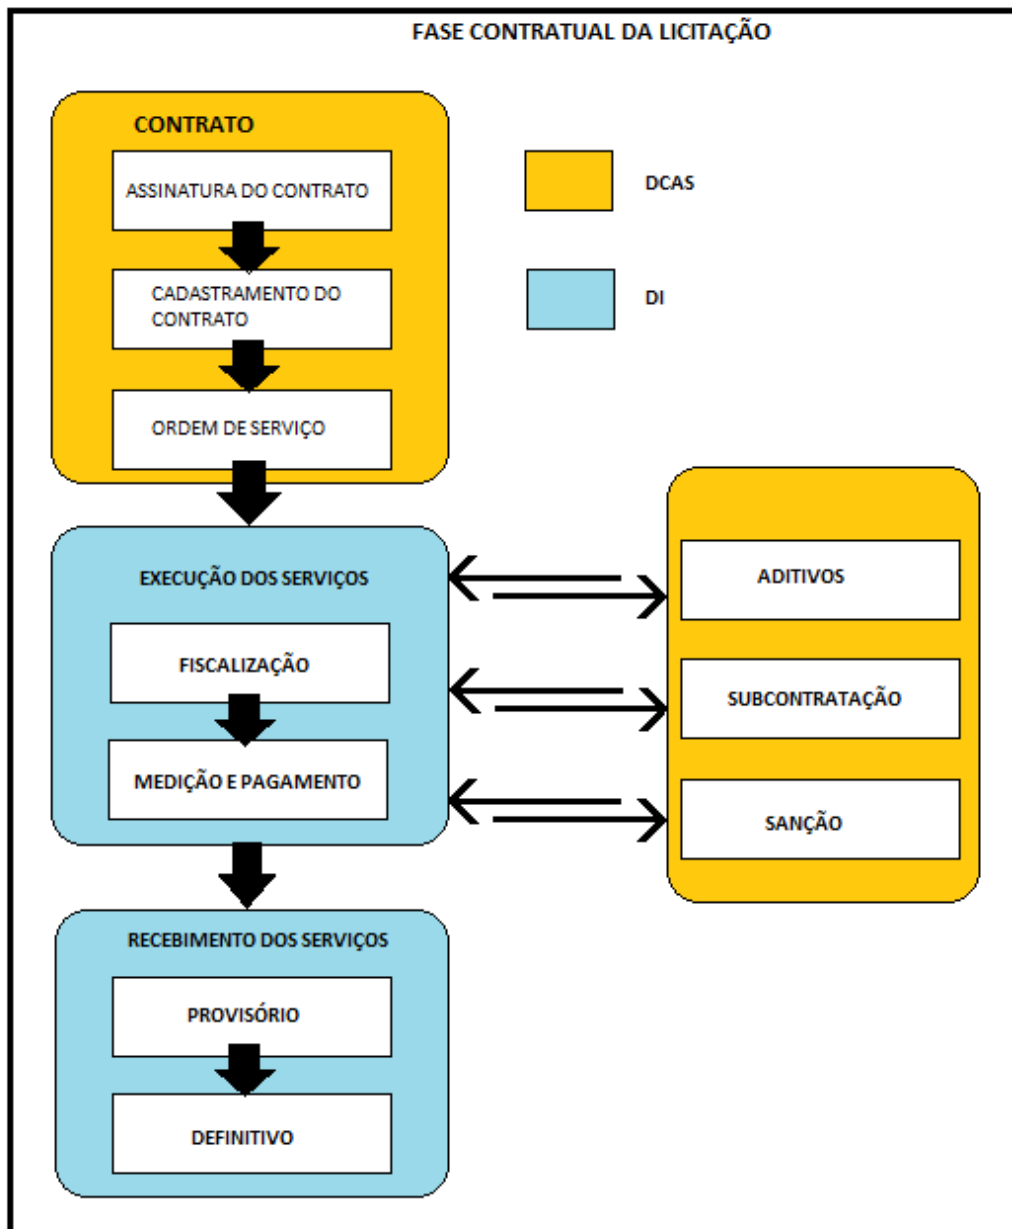 FASE CONTRATUAL DA LICITAÇÃO
CONTRATO
ASSINATURA DO CONTRATO
CADASTRAMENTO DO
CONTRATO
ORDEM DE SERVIÇO
DCAS
DI
EXECUÇÃO DOS SERVIÇOS
FISCALIZAÇÃO
MEDIÇÃO E PAGAMENTO
ADITIVOS
SUBCONTRATAÇÃO
SANÇÃO
RECEBIMENTO DOS SERVIÇOS
PROVISÓRIO
DEFINITIVO